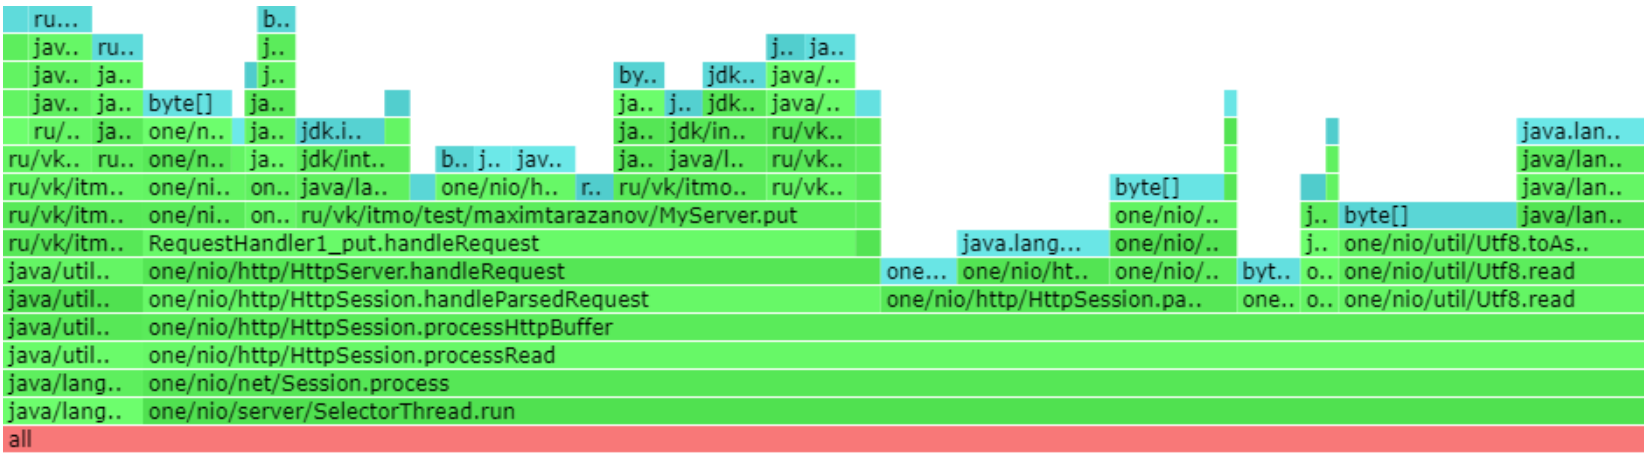 ru... b..
jav.. ru.. j.. j.. ja..
jav.. ja.. j.. by.. jdk.. java/..
jav.. ja.. byte[] ja.. ja.. j.. jdk.. java/..
ru/.. ja.. one/n.. ja.. jdk.i.. ja.. jdk/in.. ru/vk.. java.lan..
ru/vk.. ru.. one/n.. ja.. jdk/int.. b.. j.. jav.. ja.. java/l.. ru/vk.. java/lan..
ru/vk/itm.. one/ni.. on.. java/la.. one/nio/h.. r.. ru/vk/itmo.. ru/vk.. byte[] java/lan..
ru/vk/itm.. one/ni.. on.. ru/vk/itmo/test/maximtarazanov/MyServer.put one/nio/.. j.. byte[] java/lan..
ru/vk/itm.. RequestHandler1_put.handleRequest java.lang... one/nio/.. j.. one/nio/util/Utf8.toAs..
java/util.. one/nio/http/HttpServer.handleRequest one... one/nio/ht.. one/nio/.. byt.. o.. one/nio/util/Utf8.read
java/util.. one/nio/http/HttpSession.handleParsedRequest one/nio/http/HttpSession.pa.. one.. o.. one/nio/util/Utf8.read
java/util.. one/nio/http/HttpSession.processHttpBuffer
java/util.. one/nio/http/HttpSession.processRead
java/lang.. one/nio/net/Session.process
java/lang.. one/nio/server/SelectorThread.run
all